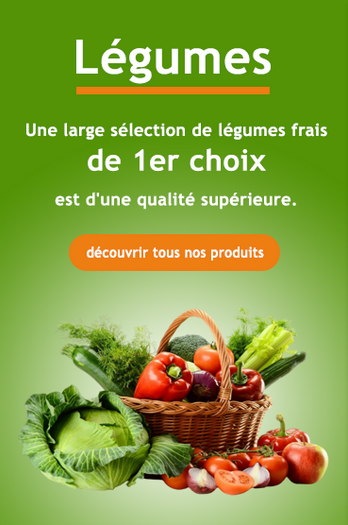 Légumes
Une large sélection de légumes frais
de 1er choix
est d'une qualité supérieure.
découvrir tous nos produits